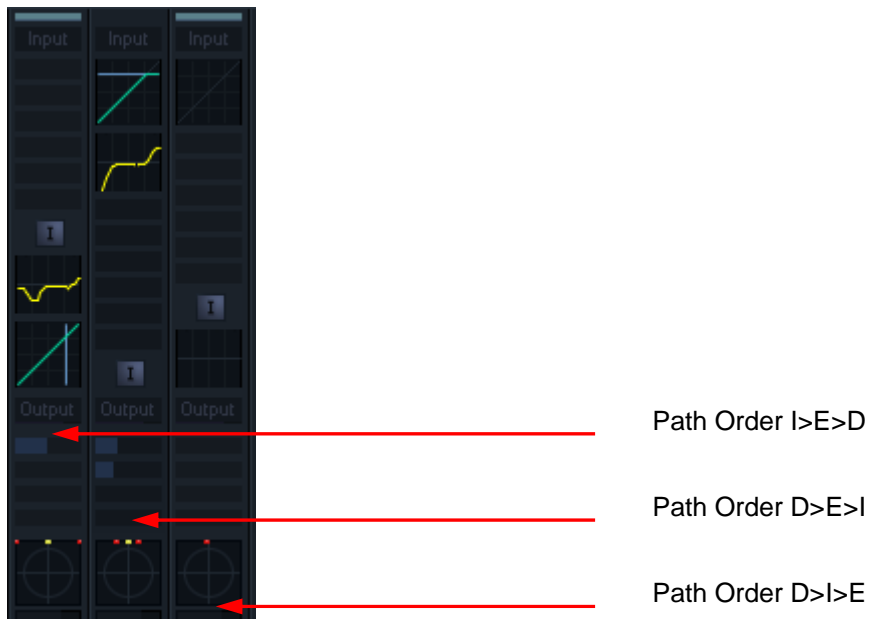 Input Input Input
I
I
I
Output Output Output
Path Order I>E>D
Path Order D>E>I
Path Order D>I>E